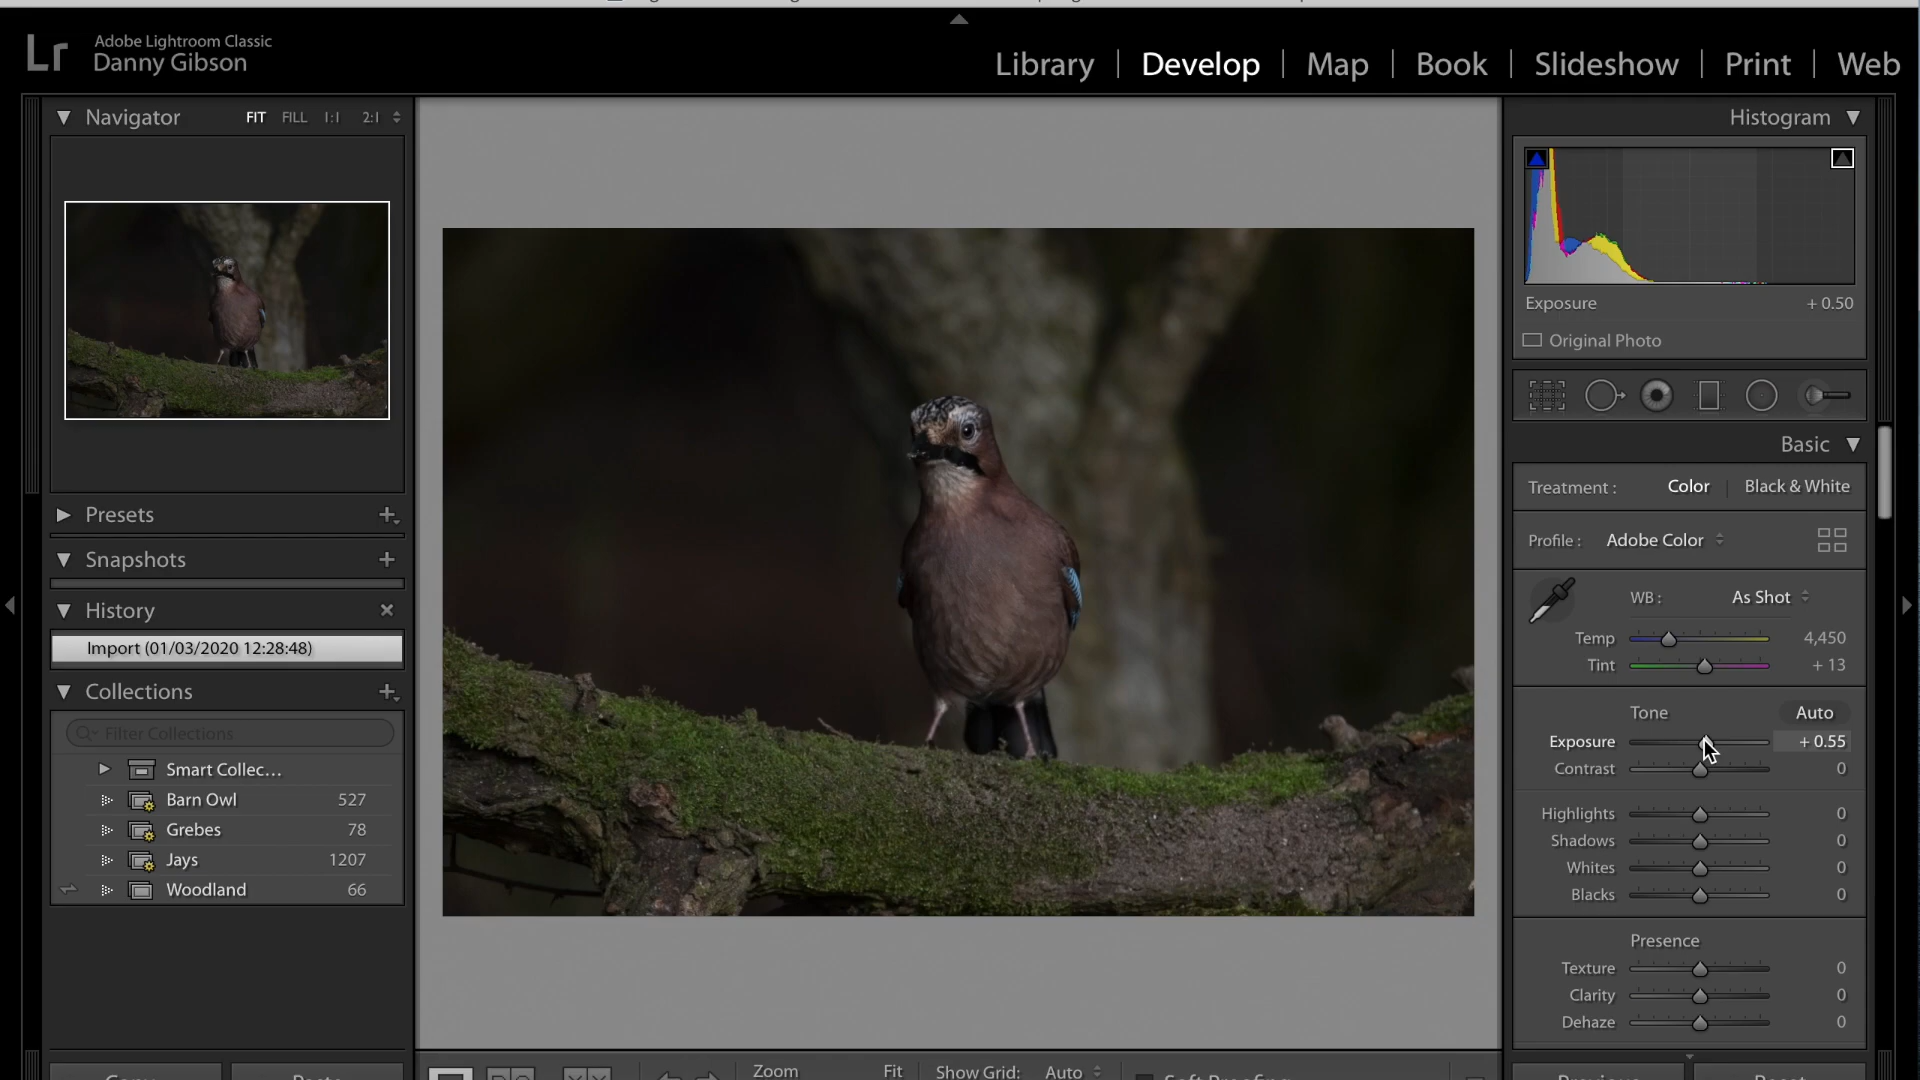 Lr
Adobe Lightroom Classic
Danny Gibson
Library | Develop | Map | Book | Slideshow | Print | Web
Navigator FIT FILL 1:1 2:1
Presets
Snapshots
History
Import (01/03/2020 12:28:48)
Collections
Filter Collections
Smart Collec...
Barn Owl 527
Grebes 78
Jays 1207
Woodland 66
Zoom Fit Show Grid: Auto
Histogram
Exposure + 0.50
Original Photo
Basic
Treatment : Color | Black & White
Profile : Adobe Color
WB : As Shot
Temp 4,450
Tint + 13
Tone Auto
Exposure + 0.55
Contrast 0
Highlights 0
Shadows 0
Whites 0
Blacks 0
Presence
Texture 0
Clarity 0
Dehaze 0